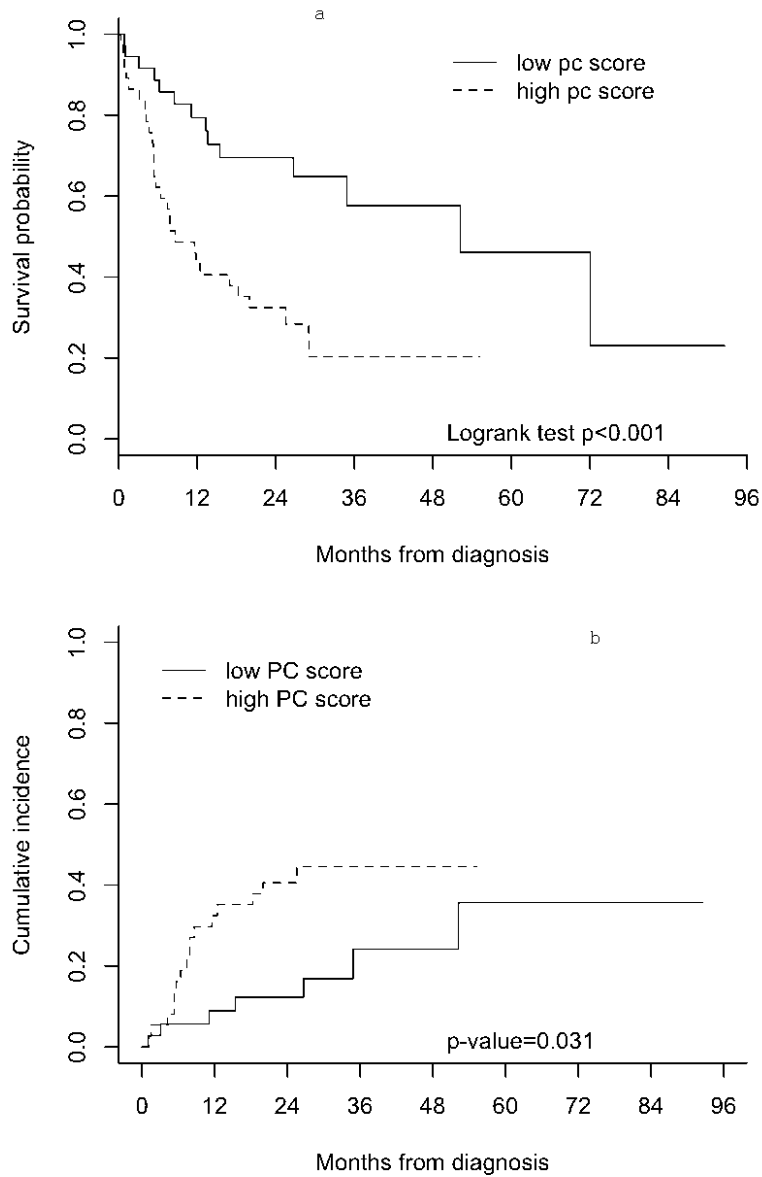 a
1.0
0.8
0.6
0.4
0.2
0.0
Survival probability
low pc score
high pc score
Logrank test p<0.001
0 12 24 36 48 60 72 84 96
Months from diagnosis
b
1.0
0.8
0.6
0.4
0.2
0.0
Cumulative incidence
low PC score
high PC score
p-value=0.031
0 12 24 36 48 60 72 84 96
Months from diagnosis